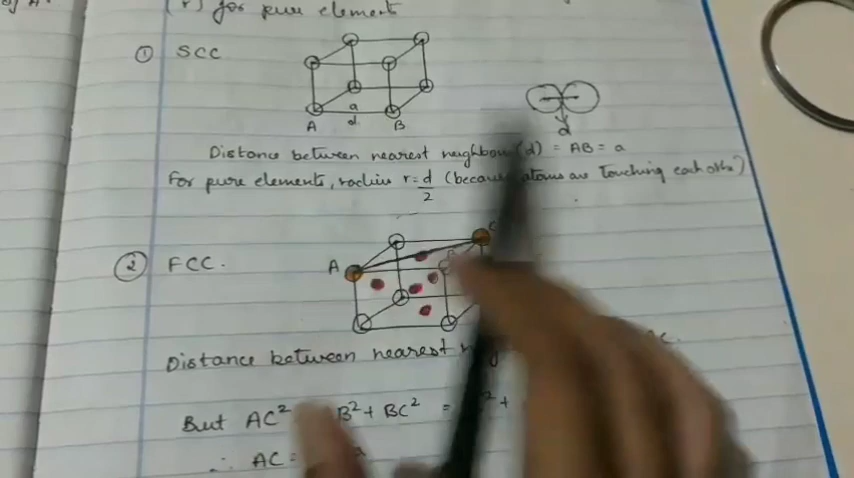 (r) for pure element
① SCC
a
d
A B
d
Distance between nearest neighbour (d) = AB = a
For pure elements, radius r = d/2 (because atoms are touching each other)
② FCC.
A
C
B
Distance between nearest
But AC² B² + BC² = ² +
∴ AC = a